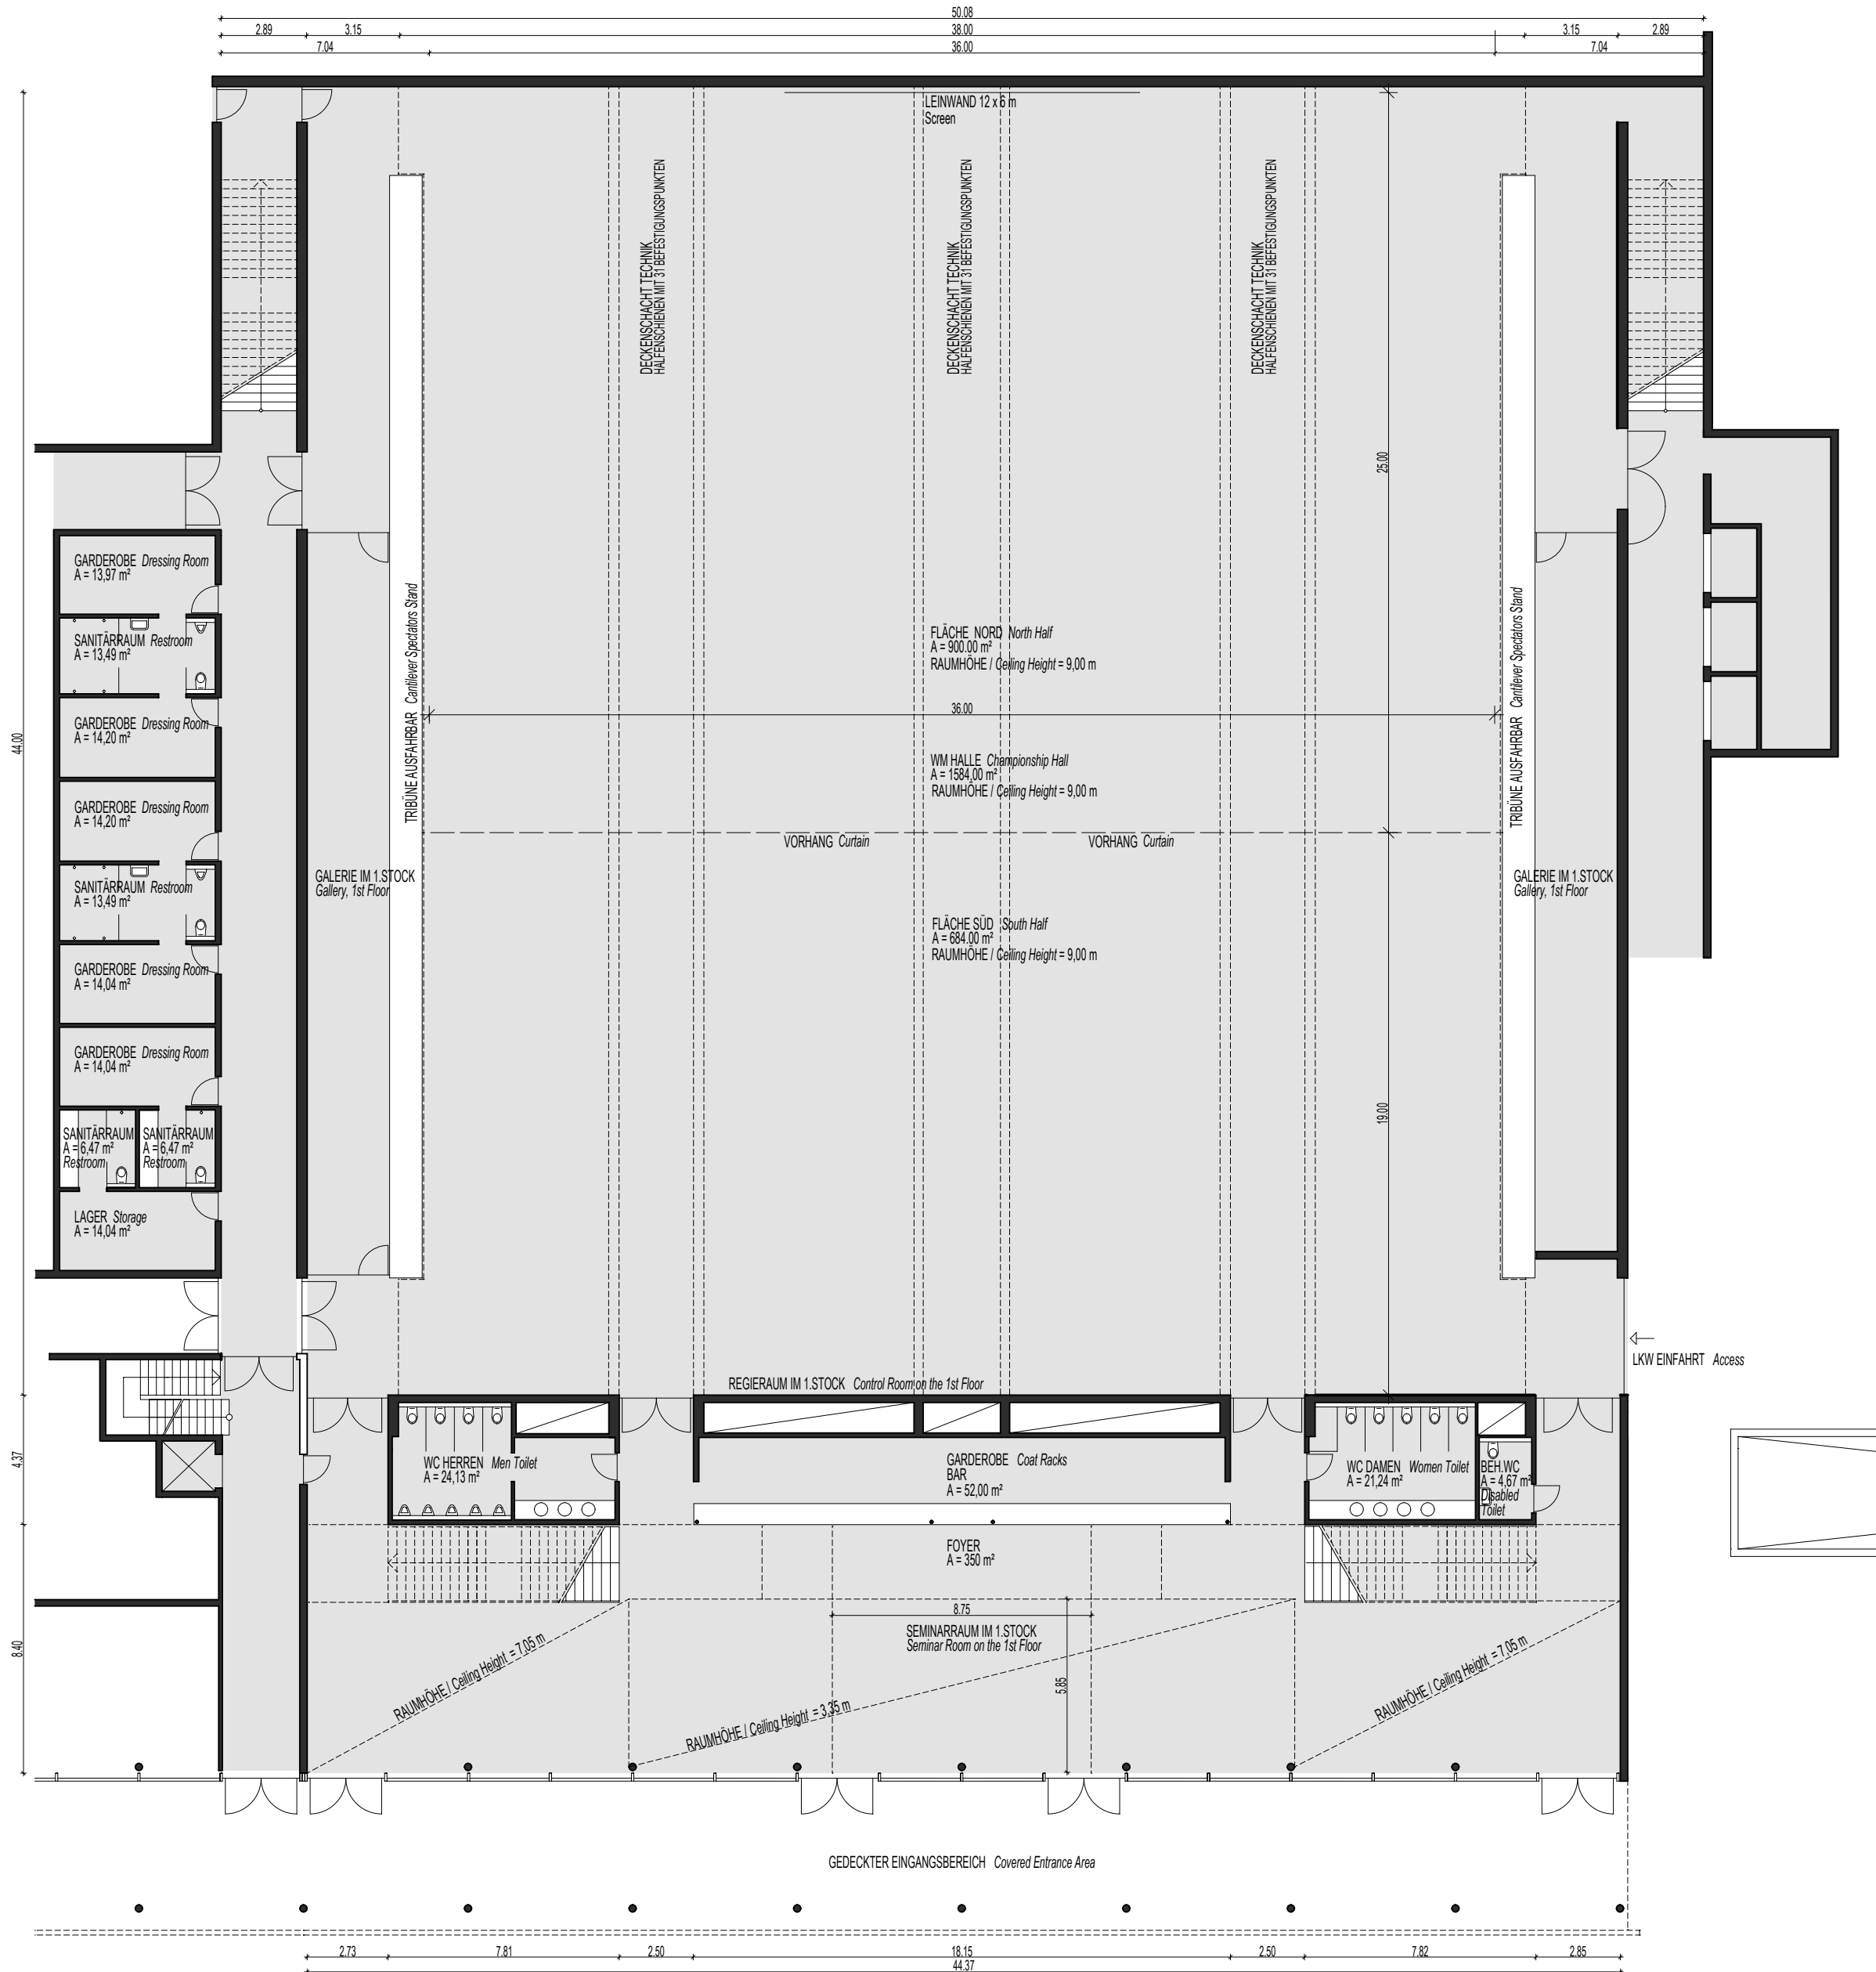 50.08
2.89 3.15 38.00 3.15 2.89
7.04 36.00 7.04
LEINWAND 12 x 6 m
Screen
DECKENSCHACHT TECHNIK
HALFENSCHIENEN MIT 31 BEFESTIGUNGSPUNKTEN
DECKENSCHACHT TECHNIK
HALFENSCHIENEN MIT 31 BEFESTIGUNGSPUNKTEN
DECKENSCHACHT TECHNIK
HALFENSCHIENEN MIT 31 BEFESTIGUNGSPUNKTEN
25.00
44.00
GARDEROBE Dressing Room
A = 13,97 m²
SANITÄRRAUM Restroom
A = 13,49 m²
GARDEROBE Dressing Room
A = 14,20 m²
GARDEROBE Dressing Room
A = 14,20 m²
SANITÄRRAUM Restroom
A = 13,49 m²
GARDEROBE Dressing Room
A = 14,04 m²
GARDEROBE Dressing Room
A = 14,04 m²
SANITÄRRAUM
A = 6,47 m²
Restroom
SANITÄRRAUM
A = 6,47 m²
Restroom
LAGER Storage
A = 14,04 m²
TRIBÜNE AUSFAHRBAR Cantilever Spectators Stand
TRIBÜNE AUSFAHRBAR Cantilever Spectators Stand
FLÄCHE NORD North Half
A = 900.00 m²
RAUMHÖHE / Ceiling Height = 9,00 m
36.00
WM HALLE Championship Hall
A = 1584,00 m²
RAUMHÖHE / Ceiling Height = 9,00 m
VORHANG Curtain
VORHANG Curtain
GALERIE IM 1.STOCK
Gallery, 1st Floor
GALERIE IM 1.STOCK
Gallery, 1st Floor
FLÄCHE SÜD South Half
A = 684.00 m²
RAUMHÖHE / Ceiling Height = 9,00 m
19.00
LKW EINFAHRT Access
REGIERAUM IM 1.STOCK Control Room on the 1st Floor
4.37
WC HERREN Men Toilet
A = 24,13 m²
GARDEROBE Coat Racks
BAR
A = 52,00 m²
WC DAMEN Women Toilet
A = 21,24 m²
BEH.WC
A = 4,67 m²
Disabled
Toilet
FOYER
A = 350 m²
8.40
8.75
SEMINARRAUM IM 1.STOCK
Seminar Room on the 1st Floor
5.85
RAUMHÖHE / Ceiling Height = 7,05 m
RAUMHÖHE / Ceiling Height = 3,35 m
RAUMHÖHE / Ceiling Height = 7,05 m
GEDECKTER EINGANGSBEREICH Covered Entrance Area
2.73 7.81 2.50 18.15 2.50 7.82 2.85
44.37